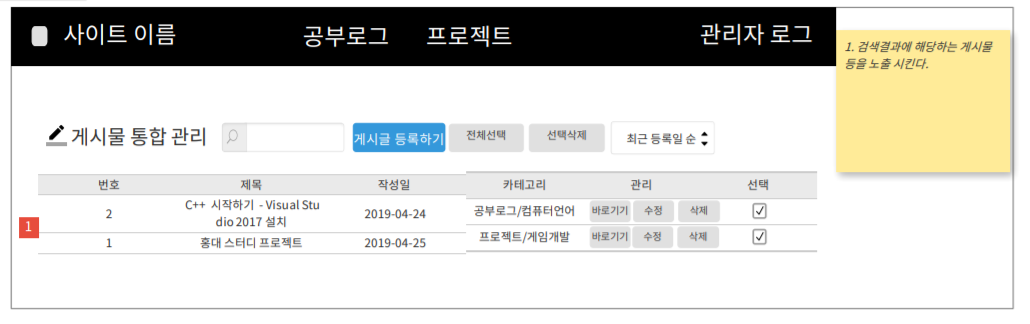 사이트 이름 공부로그 프로젝트 관리자 로그
1. 검색결과에 해당하는 게시물
등을 노출 시킨다.
게시물 통합 관리 게시글 등록하기 전체선택 선택삭제 최근 등록일 순
번호 제목 작성일 카테고리 관리 선택
2 C++ 시작하기 - Visual Stu
dio 2017 설치 2019-04-24 공부로그/컴퓨터언어 바로기기 수정 삭제
1
1 홍대 스터디 프로젝트 2019-04-25 프로젝트/게임개발 바로기기 수정 삭제